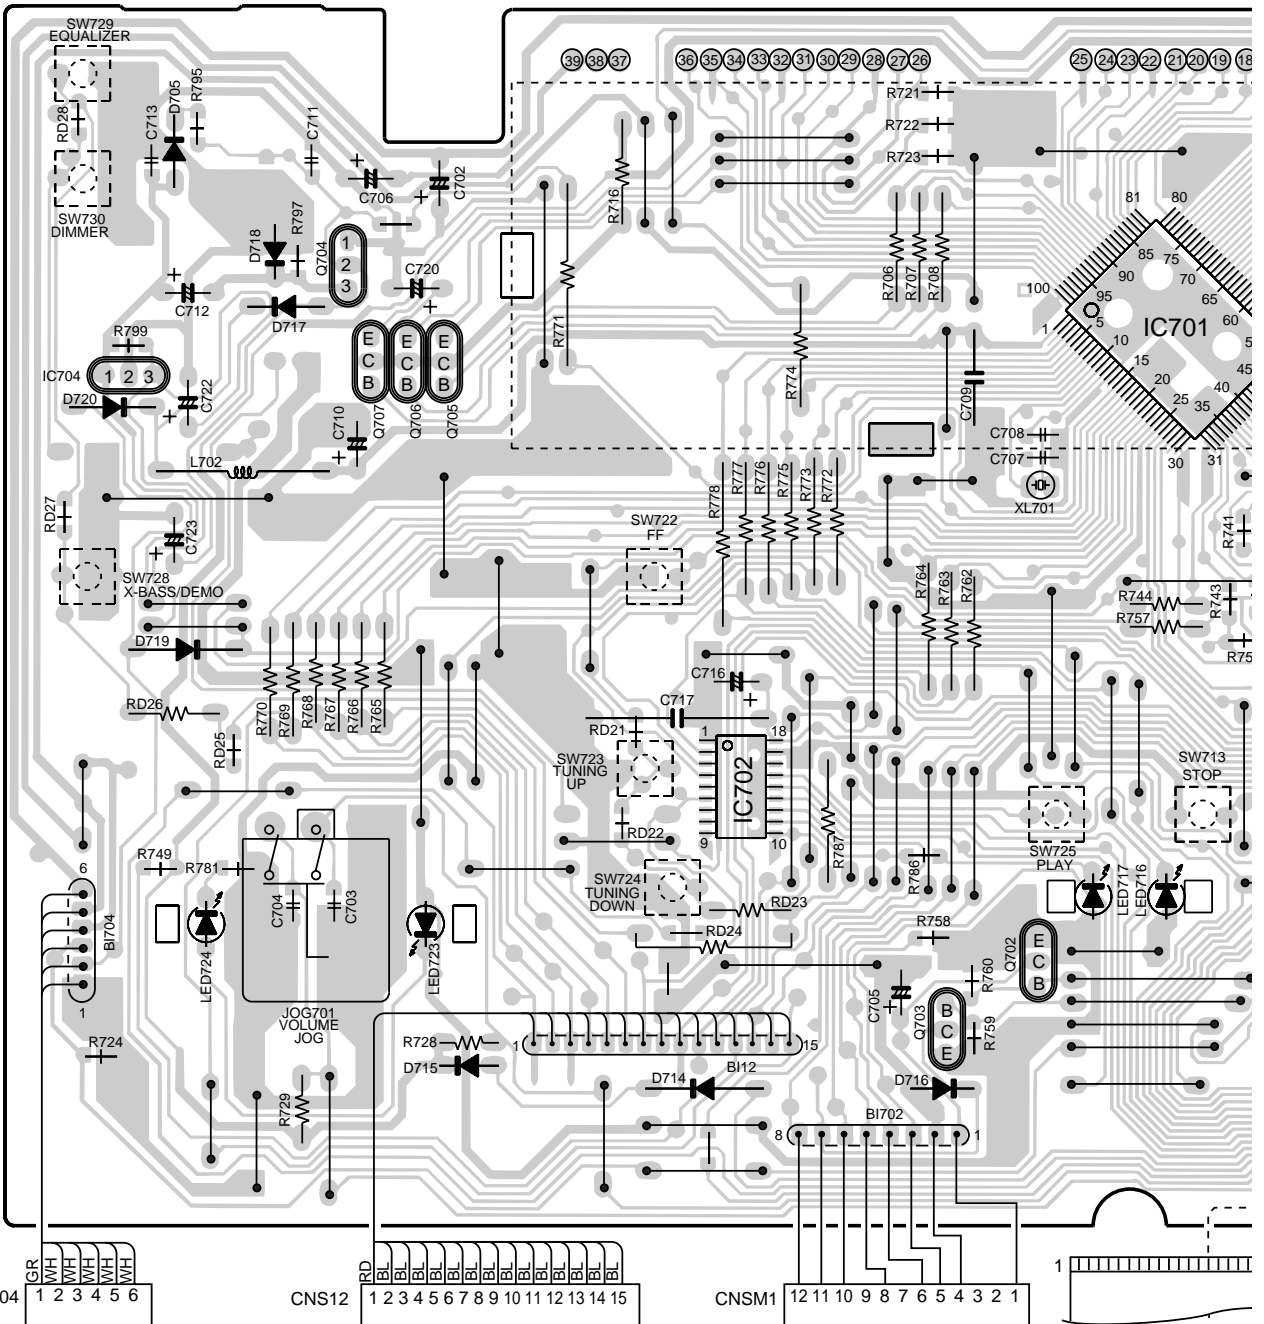 SW729
EQUALIZER
RD28
SW730
DIMMER
C713
D705
R795
C711
C706
C702
39 38 37
36 35 34 33 32 31 30 29 28 27 26
25 24 23 22 21 20 19 18
R721
R722
R723
R716
D718
R797
Q704
1
2
3
C720
C712
D717
R771
R706
R707
R708
81
80
85
75
90
70
95
65
100
60
1
5
10
15
20
25
30
31
35
40
45
5
IC701
R799
IC704
1 2 3
D720
C722
E
C
B
E
C
B
E
C
B
Q707
Q706
Q705
C710
R774
C709
C708
C707
XL701
L702
RD27
C723
SW728
X-BASS/DEMO
D719
R778
R777
R776
R775
R773
R772
SW722
FF
R764
R763
R762
R741
R744
R743
R757
R75
RD26
RD25
R770
R769
R768
R767
R766
R765
C716
C717
RD21
SW723
TUNING
UP
1
18
IC702
9
10
RD22
R787
SW713
STOP
SW725
PLAY
SW724
TUNING
DOWN
RD23
RD24
R786
LED717
LED716
R749
R781
6
BI704
1
C704
C703
LED724
LED723
JOG701
VOLUME
JOG
R758
Q702
E
C
B
R760
C705
Q703
B
C
E
R759
R724
R728
D715
1
15
BI12
D714
D716
R729
BI702
8
1
GR
WH
WH
WH
WH
WH
04
1 2 3 4 5 6
RD
BL
BL
BL
BL
BL
BL
BL
BL
BL
BL
BL
BL
BL
BL
CNS12
1 2 3 4 5 6 7 8 9 10 11 12 13 14 15
CNSM1
12 11 10 9 8 7 6 5 4 3 2 1
1